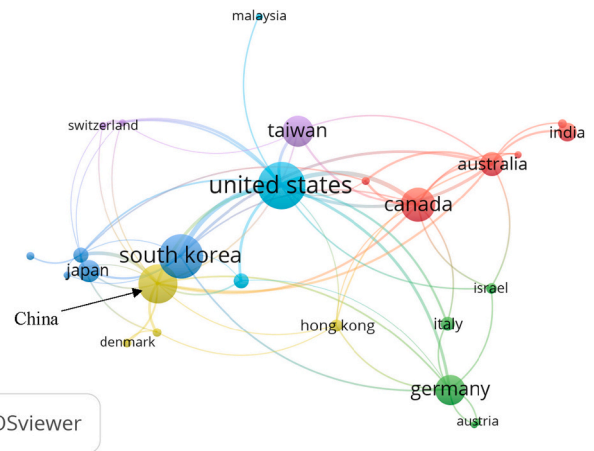 malaysia
switzerland
taiwan
india
australia
united states
canada
south korea
japan
israel
China
hong kong
italy
denmark
germany
OSviewer
austria